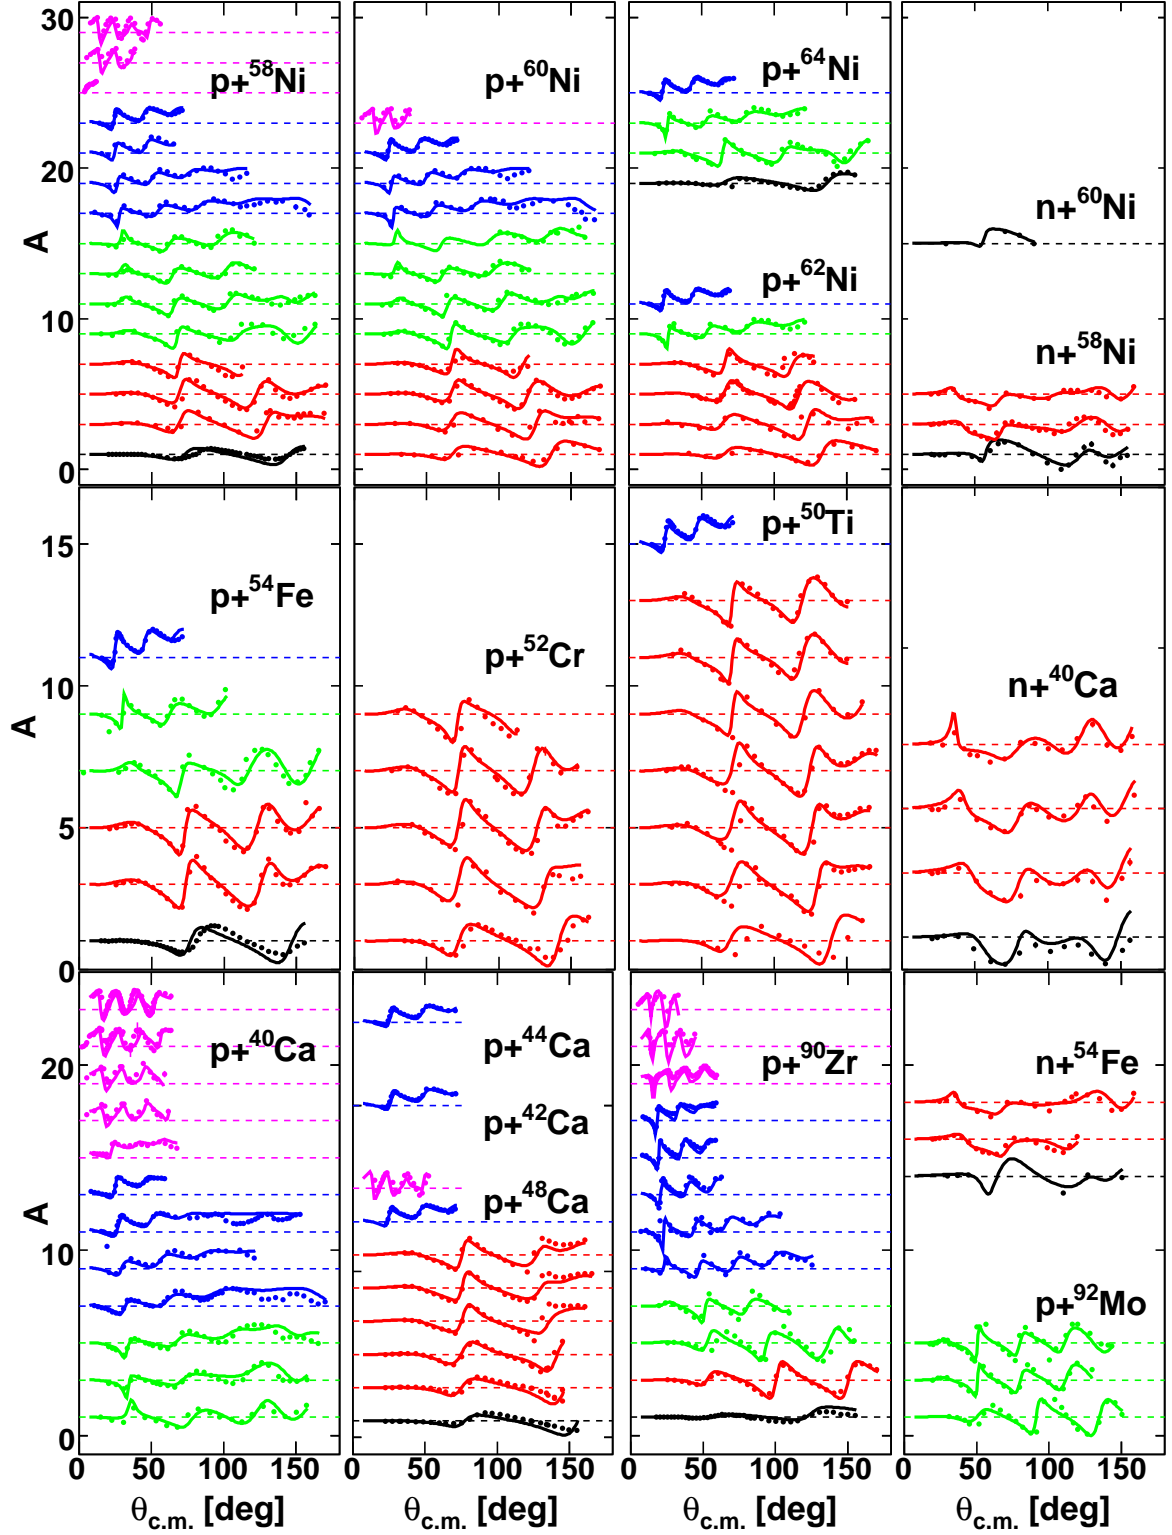 30
p+⁵⁸Ni
p+⁶⁰Ni
p+⁶⁴Ni
20
n+⁶⁰Ni
A
p+⁶²Ni
10
n+⁵⁸Ni
0
15
p+⁵⁰Ti
p+⁵⁴Fe
p+⁵²Cr
10
n+⁴⁰Ca
A
5
0
p+⁴⁰Ca
p+⁴⁴Ca
p+⁹⁰Zr
n+⁵⁴Fe
20
p+⁴²Ca
p+⁴⁸Ca
A
10
p+⁹²Mo
0
0 50 100 150 0 50 100 150 0 50 100 150 0 50 100 150
θc.m. [deg] θc.m. [deg] θc.m. [deg] θc.m. [deg]